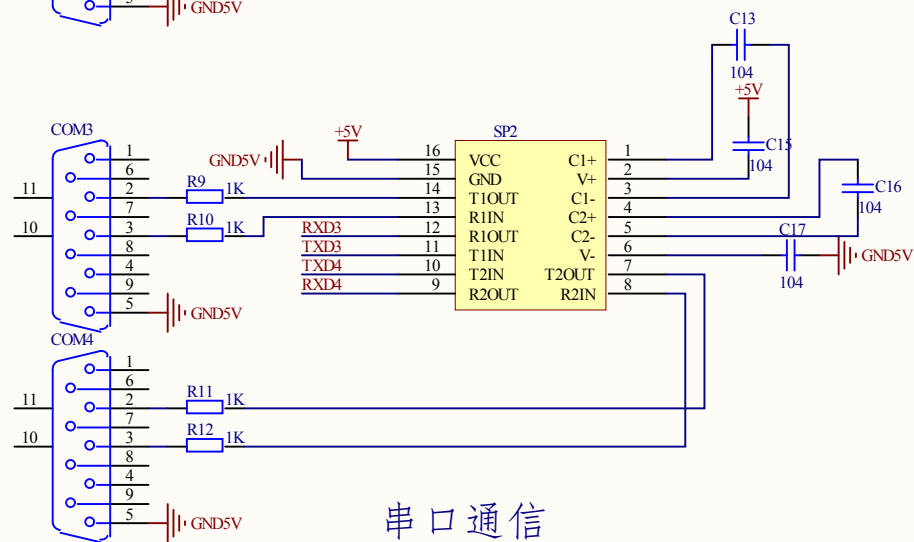 5
GND5V
C13
104
+5V
C15
104
COM3
1
6
2
7
3
8
4
9
5
11
10
GND5V
R9
1K
R10
1K
GND5V
+5V
SP2
16
VCC
C1+
1
15
GND
V+
2
14
T1OUT
C1-
3
13
R1IN
C2+
4
RXD3
12
R1OUT
C2-
5
TXD3
11
T1IN
V-
6
TXD4
10
T2IN
T2OUT
7
RXD4
9
R2OUT
R2IN
8
C16
104
C17
104
GND5V
COM4
1
6
2
7
3
8
4
9
5
11
10
R11
1K
R12
1K
GND5V
串口通信